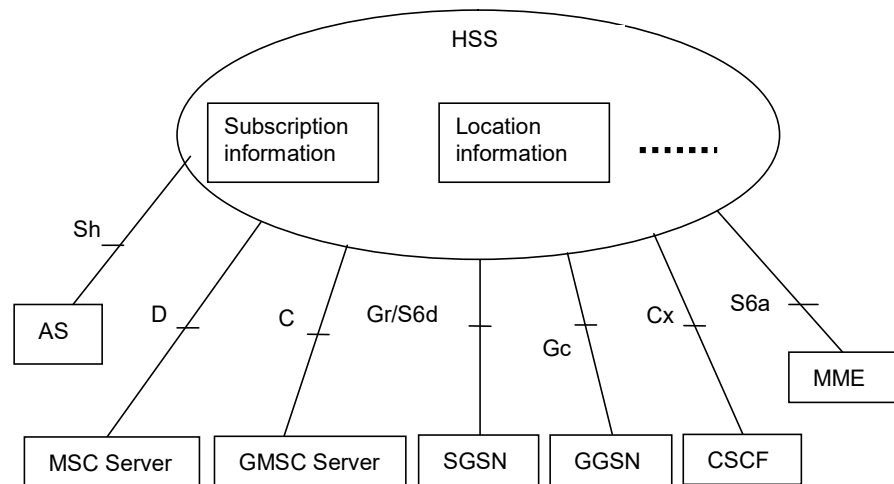 HSS
Subscription
information
Location
information
Sh
D
C
Gr/S6d
Gc
Cx
S6a
AS
MME
MSC Server
GMSC Server
SGSN
GGSN
CSCF